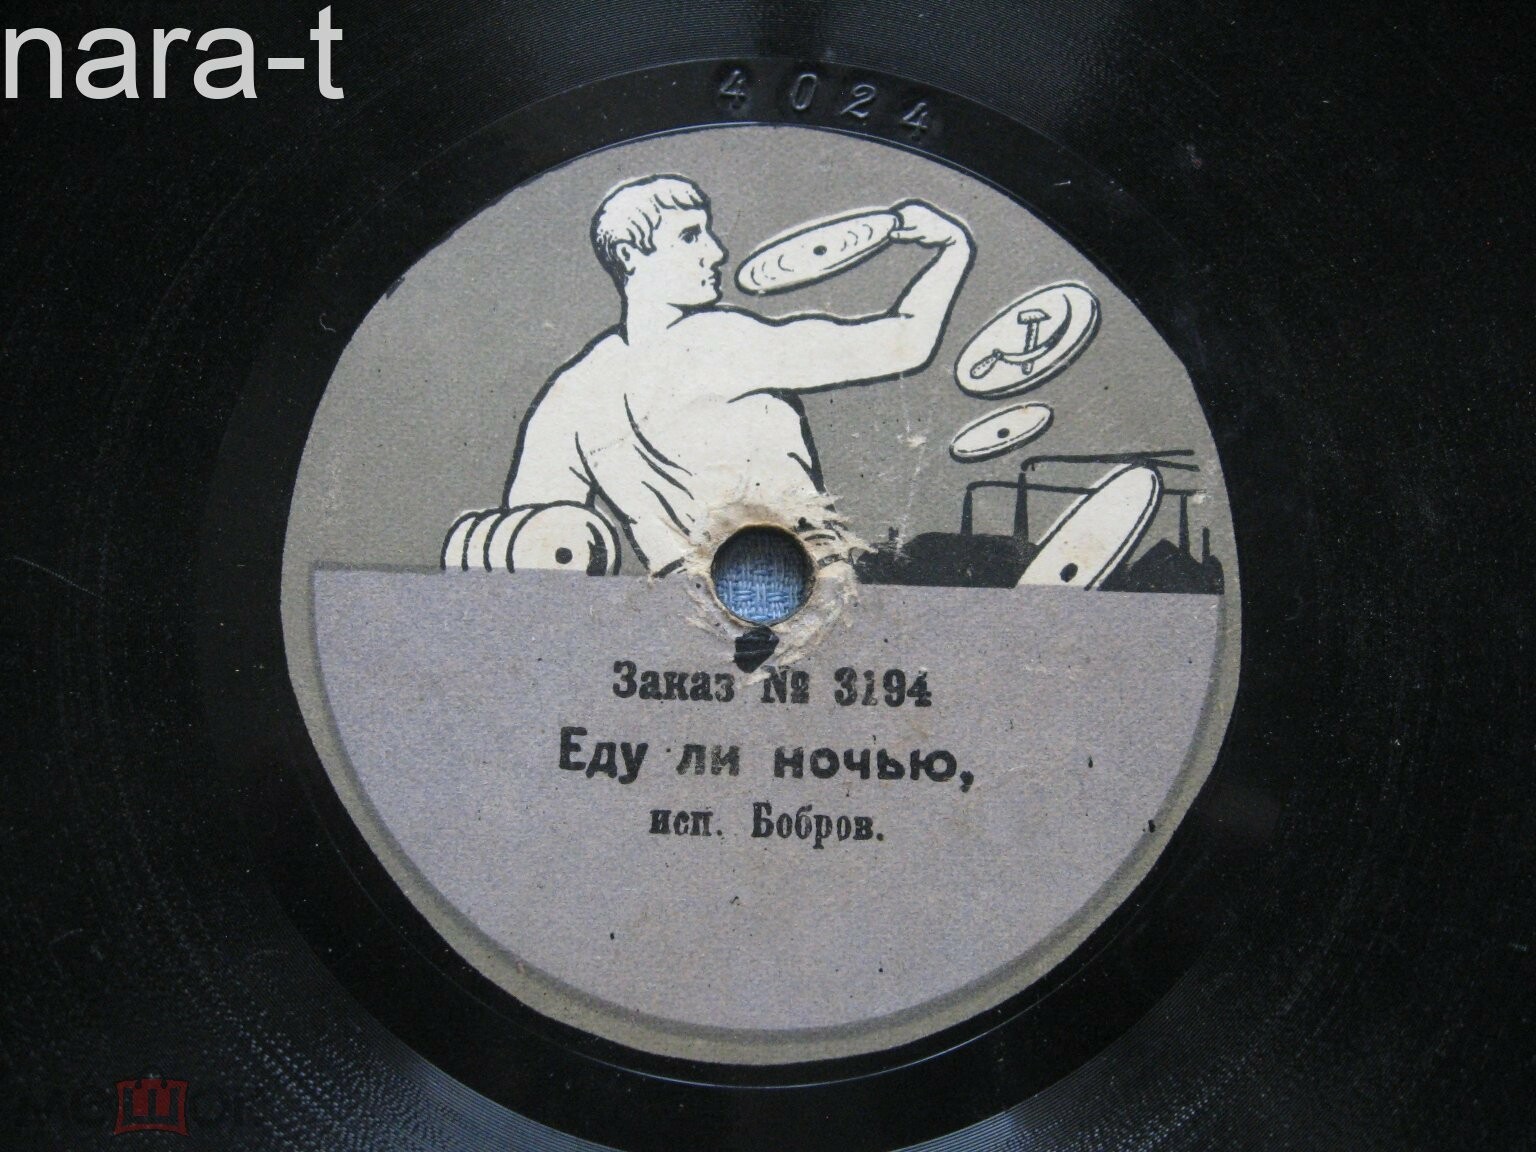 nara-t
4024
Заказ № 3194
Еду ли ночью,
исп. Бобров.